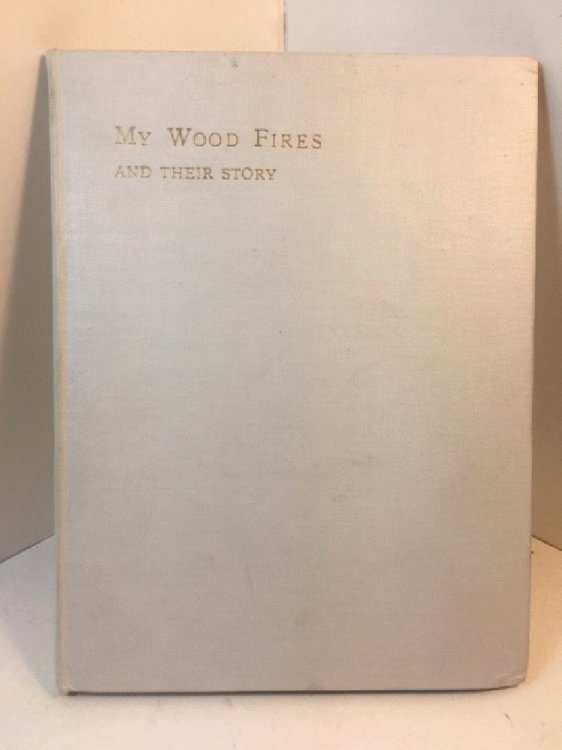 My Wood Fires
and their story